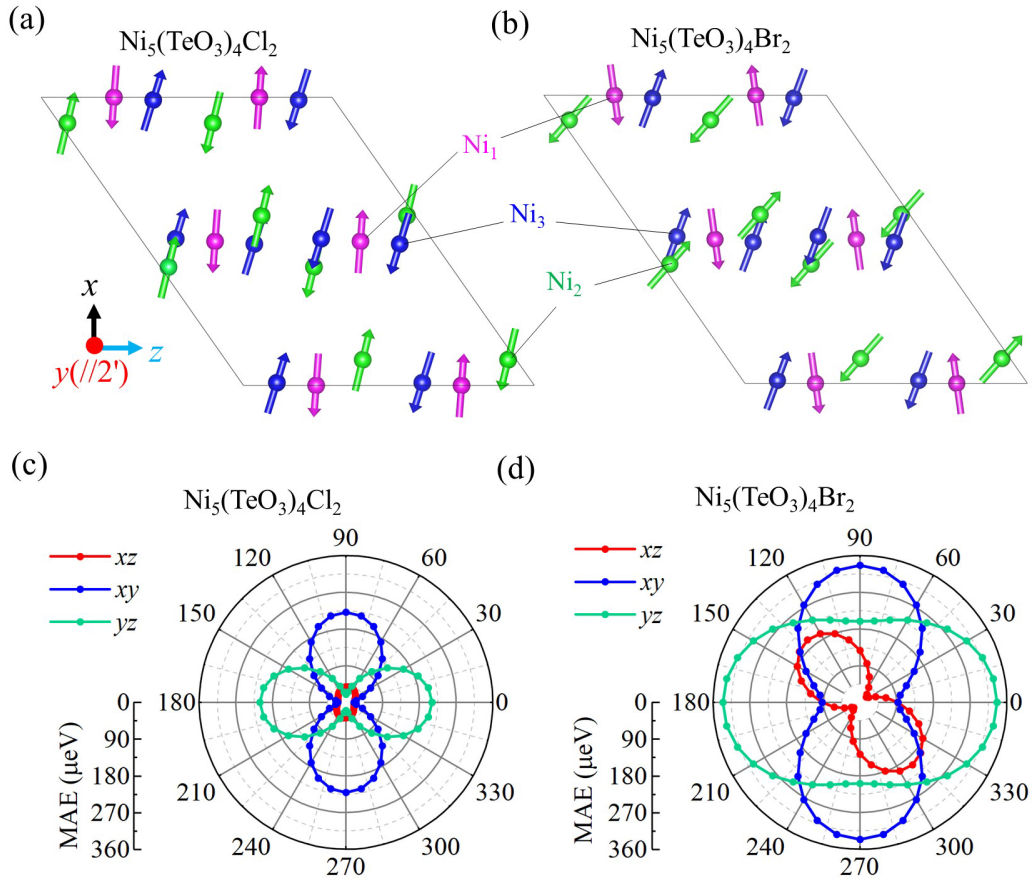 (a)
Ni₅(TeO₃)₄Cl₂
(b)
Ni₅(TeO₃)₄Br₂
Ni₁
Ni₃
Ni₂
x
z
y(//2')
(c)
Ni₅(TeO₃)₄Cl₂
xz
xy
yz
90
120
60
150
30
180
0
210
330
240
300
270
0
90
180
270
360
MAE (μeV)
(d)
Ni₅(TeO₃)₄Br₂
xz
xy
yz
90
120
60
150
30
180
0
210
330
240
300
270
0
90
180
270
360
MAE (μeV)